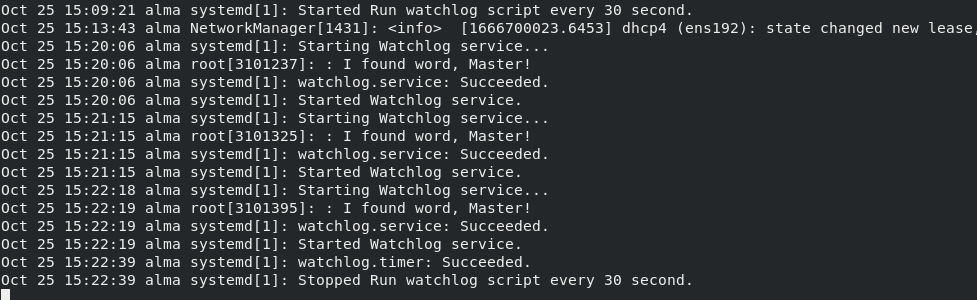 Oct 25 15:09:21 alma systemd[1]: Started Run watchlog script every 30 second.
Oct 25 15:13:43 alma NetworkManager[1431]: <info>  [1666700023.6453] dhcp4 (ens192): state changed new lease,
Oct 25 15:20:06 alma systemd[1]: Starting Watchlog service...
Oct 25 15:20:06 alma root[3101237]: : I found word, Master!
Oct 25 15:20:06 alma systemd[1]: watchlog.service: Succeeded.
Oct 25 15:20:06 alma systemd[1]: Started Watchlog service.
Oct 25 15:21:15 alma systemd[1]: Starting Watchlog service...
Oct 25 15:21:15 alma root[3101325]: : I found word, Master!
Oct 25 15:21:15 alma systemd[1]: watchlog.service: Succeeded.
Oct 25 15:21:15 alma systemd[1]: Started Watchlog service.
Oct 25 15:22:18 alma systemd[1]: Starting Watchlog service...
Oct 25 15:22:19 alma root[3101395]: : I found word, Master!
Oct 25 15:22:19 alma systemd[1]: watchlog.service: Succeeded.
Oct 25 15:22:19 alma systemd[1]: Started Watchlog service.
Oct 25 15:22:39 alma systemd[1]: watchlog.timer: Succeeded.
Oct 25 15:22:39 alma systemd[1]: Stopped Run watchlog script every 30 second.